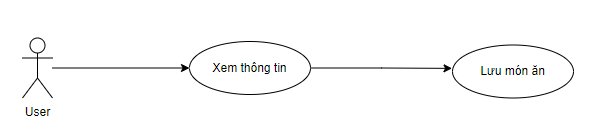 Xem thông tin
Lưu món ăn
User